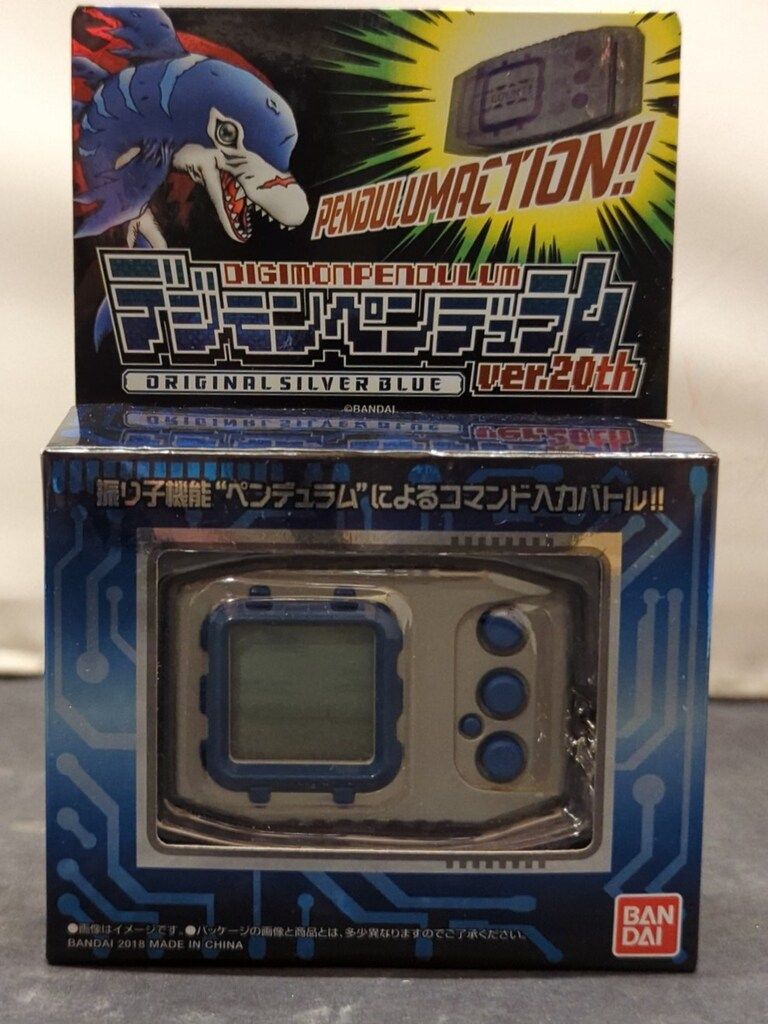 PENDULUMACTION!!
DIGIMONPENDULUM
デジモンペンデュラム
ORIGINAL SILVER BLUE
ver.20th
©BANDAI
振り子機能“ペンデュラム”によるコマンド入力バトル!!
●画像はイメージです。●パッケージの画像と商品とは、多少異なりますのでご了承ください。
BANDAI 2018 MADE IN CHINA
BAN
DAI